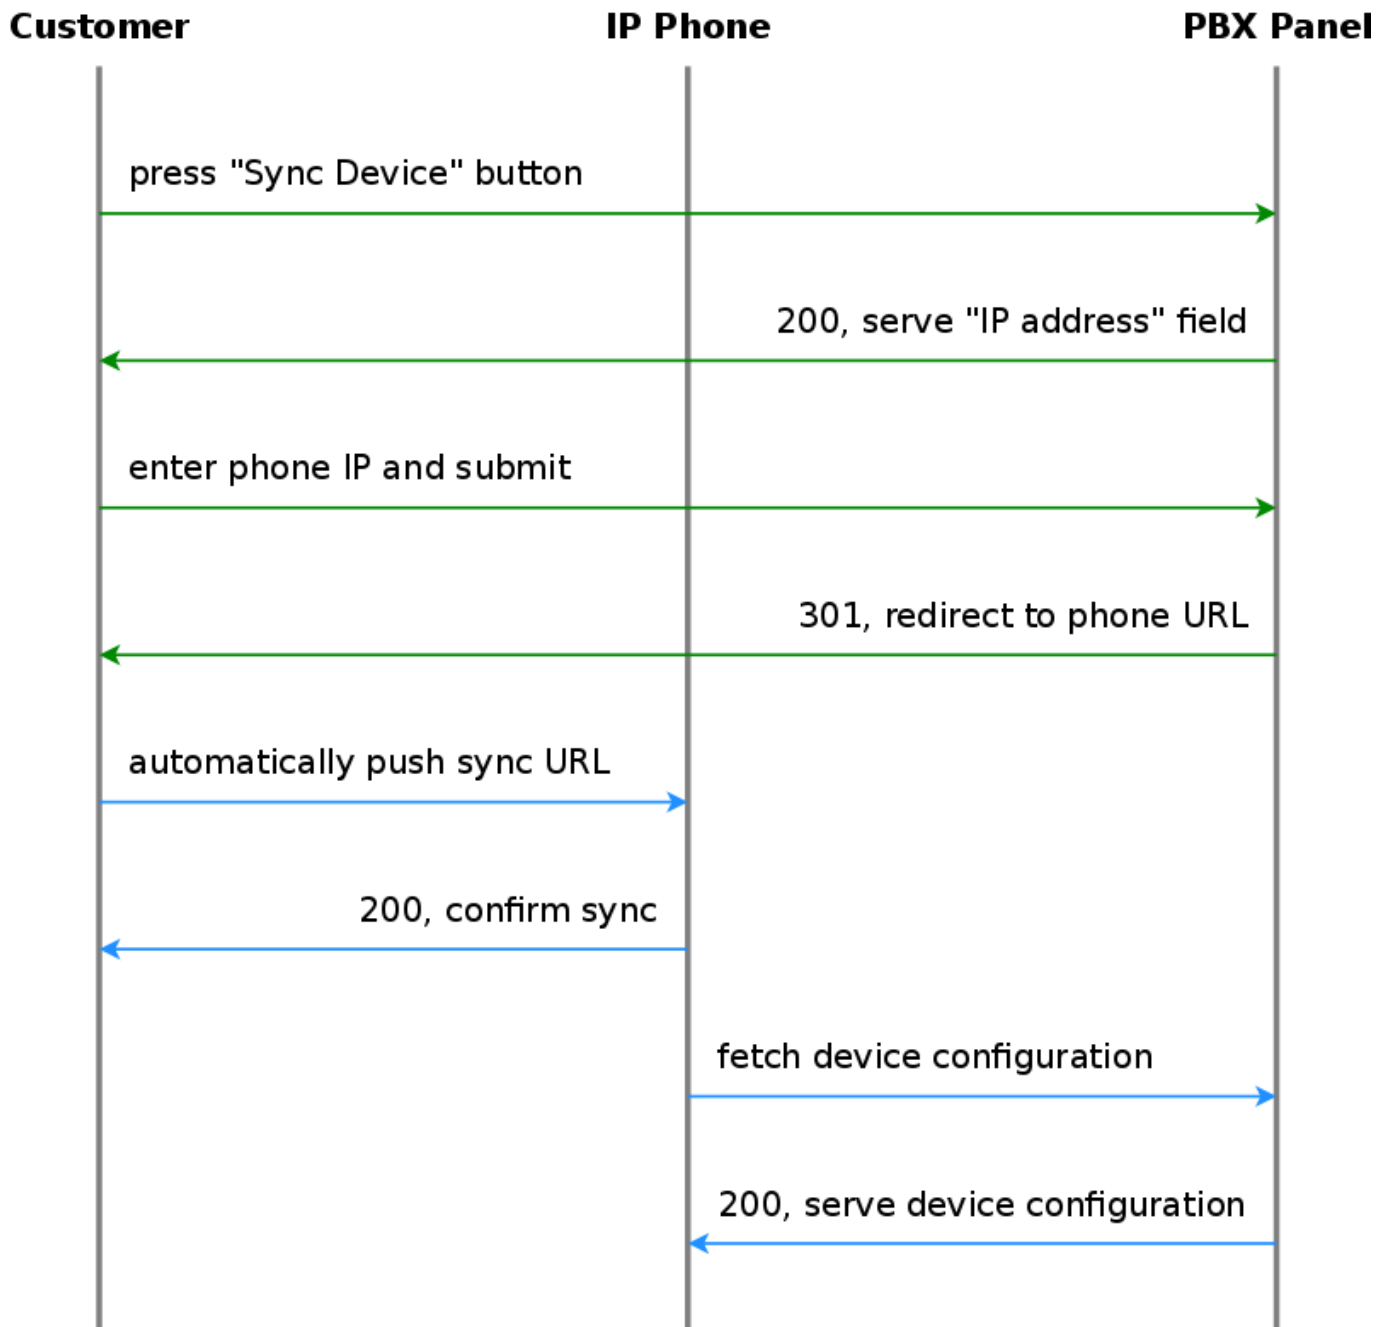 Customer IP Phone PBX Panel
press "Sync Device" button
200, serve "IP address" field
enter phone IP and submit
301, redirect to phone URL
automatically push sync URL
200, confirm sync
fetch device configuration
200, serve device configuration